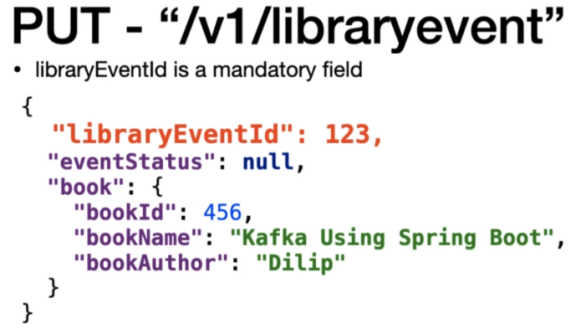 PUT - “/v1/libraryevent”
• libraryEventId is a mandatory field
{
"libraryEventId": 123,
"eventStatus": null,
"book": {
"bookId": 456,
"bookName": "Kafka Using Spring Boot",
"bookAuthor": "Dilip"
}
}